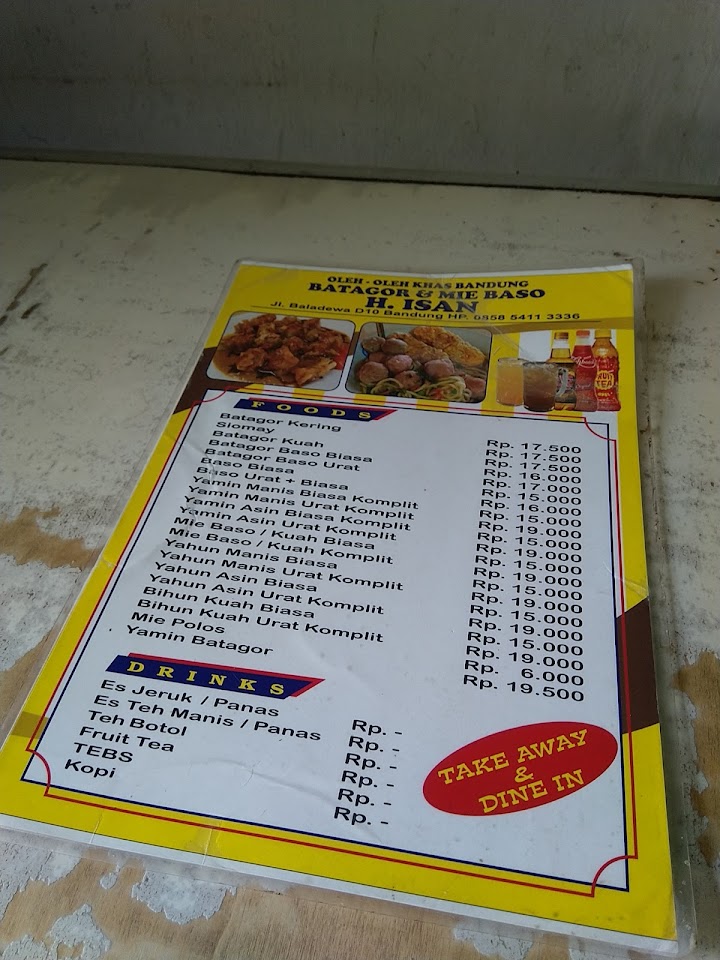 OLEH - OLEH KHAS BANDUNG
BATAGOR & MIE BASO
H. ISAN
Jl. Baladewa D10 Bandung HP. 0858 5411 3336
FOODS
Batagor Kering Rp. 17.500
Siomay Rp. 17.500
Batagor Kuah Rp. 17.500
Batagor Baso Biasa Rp. 16.000
Batagor Baso Urat Rp. 17.000
Baso Biasa Rp. 15.000
Baso Urat + Biasa Rp. 16.000
Yamin Manis Biasa Komplit Rp. 15.000
Yamin Manis Urat Komplit Rp. 19.000
Yamin Asin Biasa Komplit Rp. 15.000
Yamin Asin Urat Komplit Rp. 19.000
Mie Baso / Kuah Biasa Rp. 15.000
Mie Baso / Kuah Komplit Rp. 19.000
Yahun Manis Biasa Rp. 15.000
Yahun Manis Urat Komplit Rp. 19.000
Yahun Asin Biasa Rp. 15.000
Yahun Asin Urat Komplit Rp. 19.000
Bihun Kuah Biasa Rp. 15.000
Bihun Kuah Urat Komplit Rp. 19.000
Mie Polos Rp. 6.000
Yamin Batagor Rp. 19.500
DRINKS
Es Jeruk / Panas Rp. -
Es Teh Manis / Panas Rp. -
Teh Botol Rp. -
Fruit Tea Rp. -
TEBS Rp. -
Kopi Rp. -
TAKE AWAY
&
DINE IN